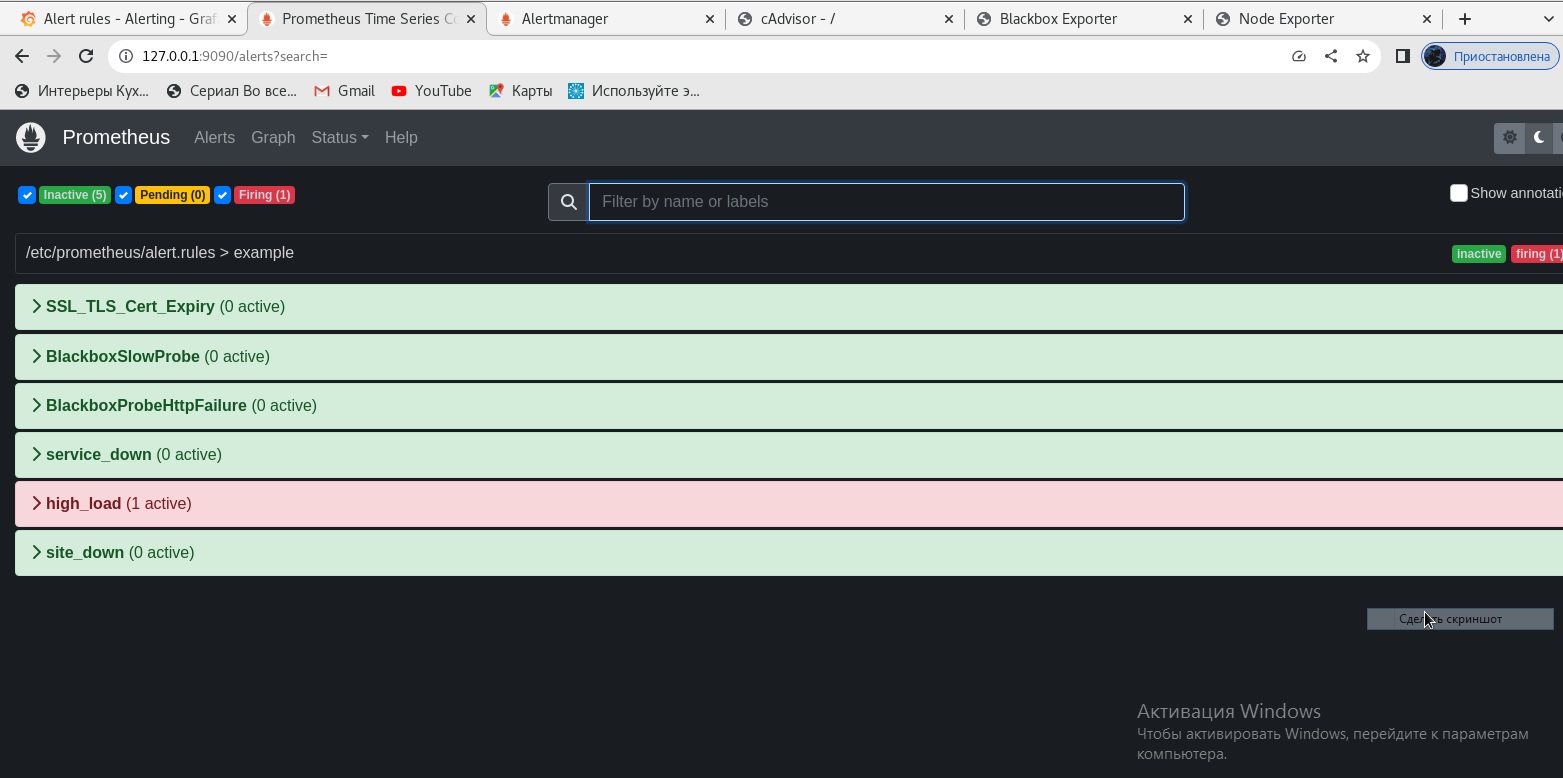 Alert rules - Alerting - Graf
Prometheus Time Series Co
Alertmanager
cAdvisor - /
Blackbox Exporter
Node Exporter
127.0.0.1:9090/alerts?search=
Приостановлена
Интерьеры Кух...
Сериал Во все...
Gmail
YouTube
Карты
Используйте э...
Prometheus Alerts Graph Status Help
Inactive (5) Pending (0) Firing (1)
Filter by name or labels
Show annotati
/etc/prometheus/alert.rules > example
inactive firing (1)
SSL_TLS_Cert_Expiry (0 active)
BlackboxSlowProbe (0 active)
BlackboxProbeHttpFailure (0 active)
service_down (0 active)
high_load (1 active)
site_down (0 active)
Сделать скриншот
Активация Windows
Чтобы активировать Windows, перейдите к параметрам
компьютера.